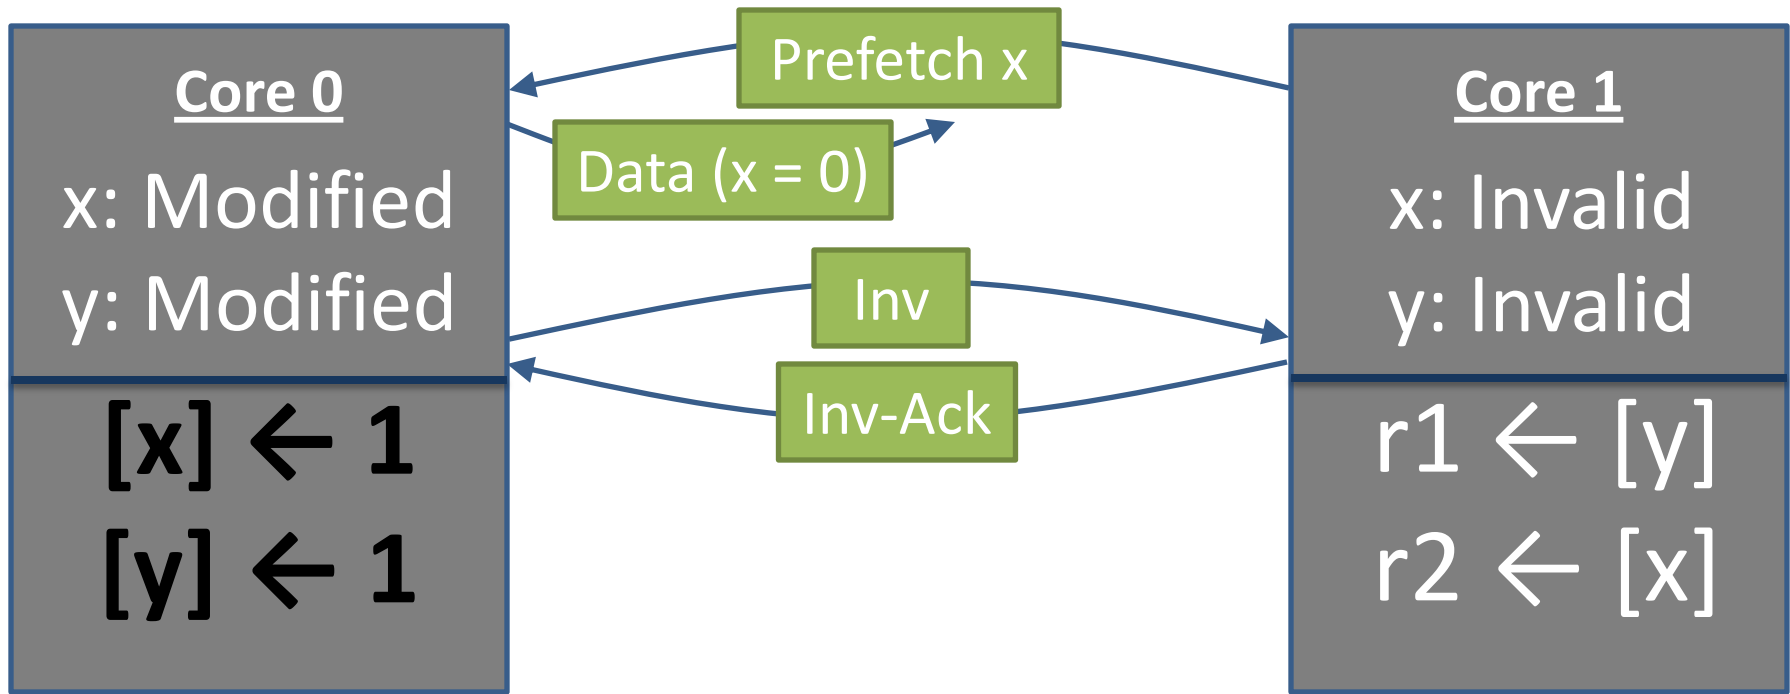 Core 0
x: Modified
y: Modified
[x] ← 1
[y] ← 1
Prefetch x
Data (x = 0)
Inv
Inv-Ack
Core 1
x: Invalid
y: Invalid
r1 ← [y]
r2 ← [x]